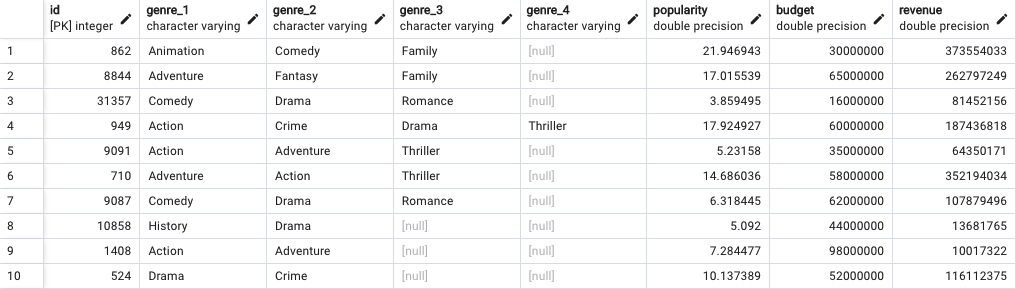 id genre_1 genre_2 genre_3 genre_4 popularity budget revenue
[PK] integer character varying character varying character varying character varying double precision double precision double precision
1 862 Animation Comedy Family [null] 21.946943 30000000 373554033
2 8844 Adventure Fantasy Family [null] 17.015539 65000000 262797249
3 31357 Comedy Drama Romance [null] 3.859495 16000000 81452156
4 949 Action Crime Drama Thriller 17.924927 60000000 187436818
5 9091 Action Adventure Thriller [null] 5.23158 35000000 64350171
6 710 Adventure Action Thriller [null] 14.686036 58000000 352194034
7 9087 Comedy Drama Romance [null] 6.318445 62000000 107879496
8 10858 History Drama [null] [null] 5.092 44000000 13681765
9 1408 Action Adventure [null] [null] 7.284477 98000000 10017322
10 524 Drama Crime [null] [null] 10.137389 52000000 116112375